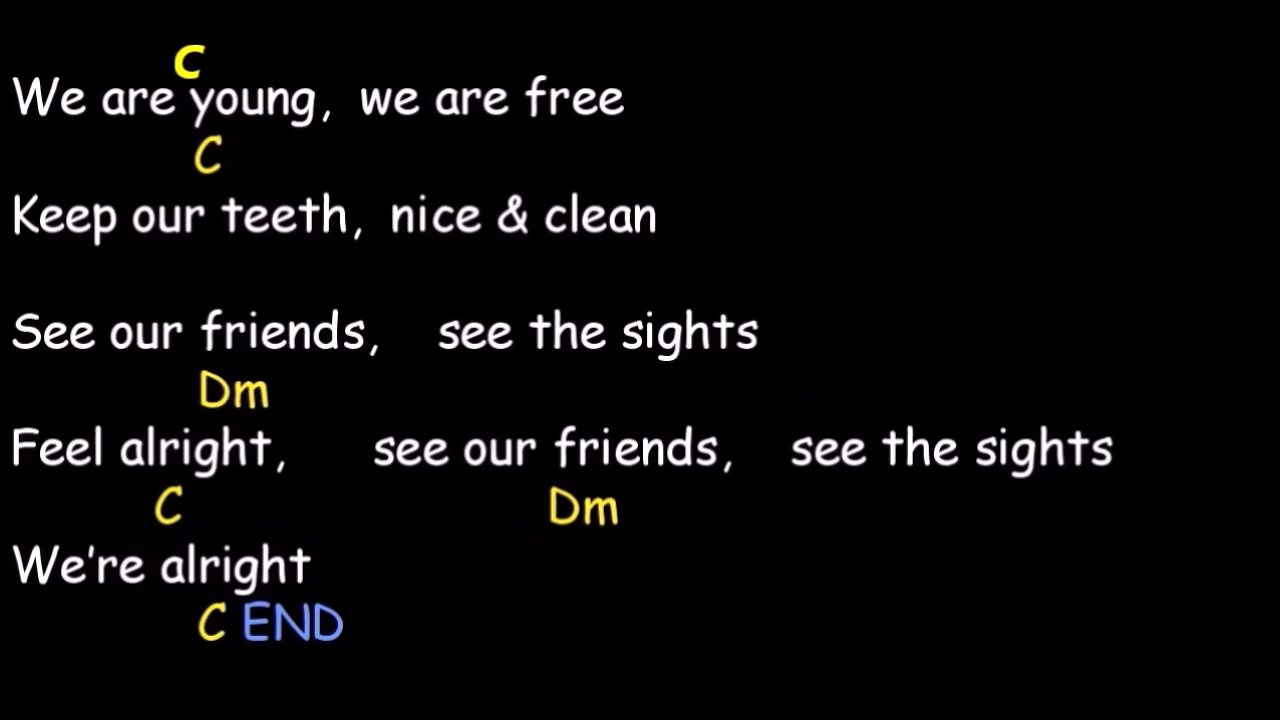 C
We are young, we are free
C
Keep our teeth, nice & clean
See our friends, see the sights
Dm
Feel alright, see our friends, see the sights
C Dm
We're alright
C END